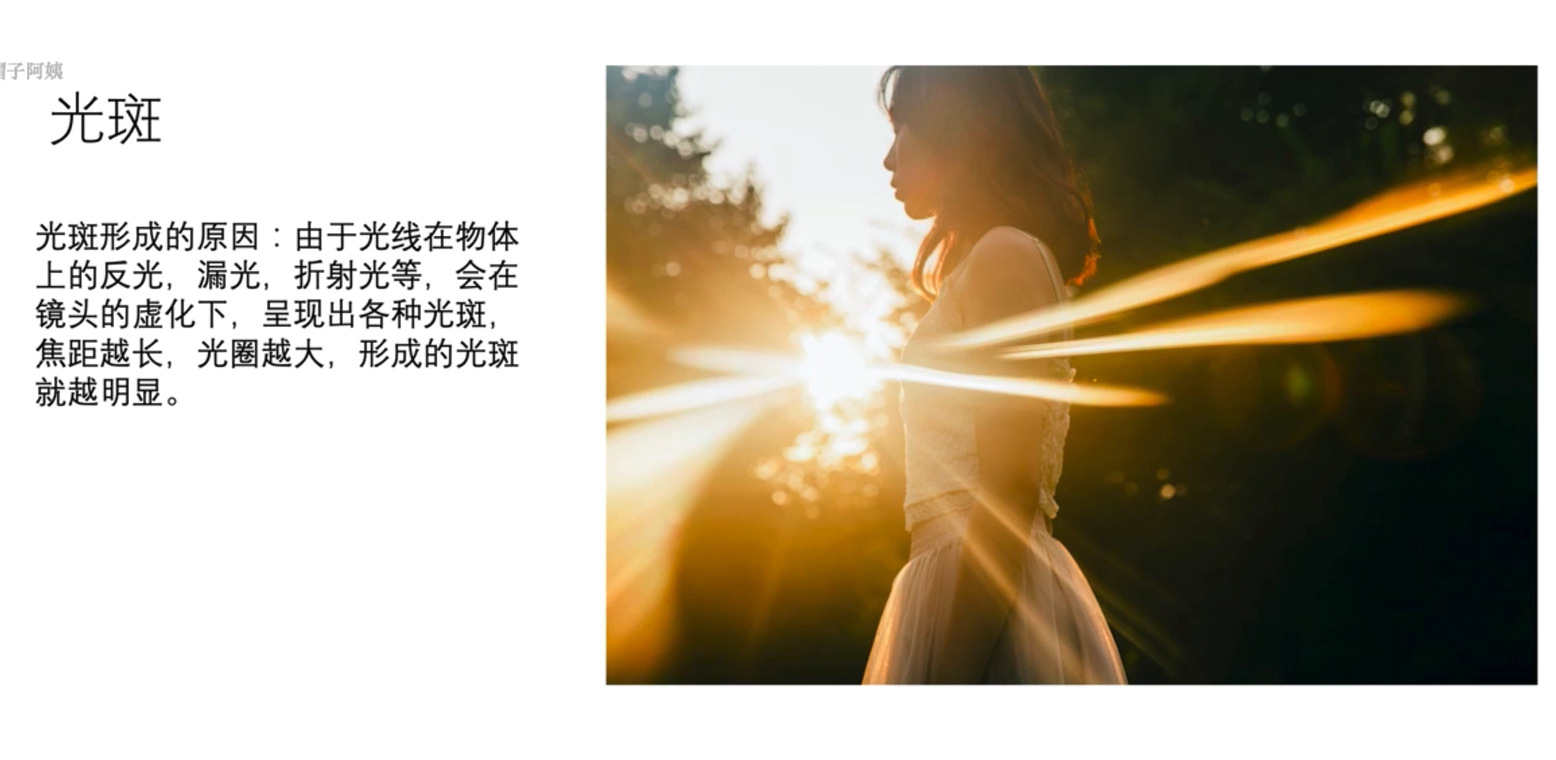 子阿姨
光斑
光斑形成的原因：由于光线在物体
上的反光，漏光，折射光等，会在
镜头的虚化下，呈现出各种光斑，
焦距越长，光圈越大，形成的光斑
就越明显。